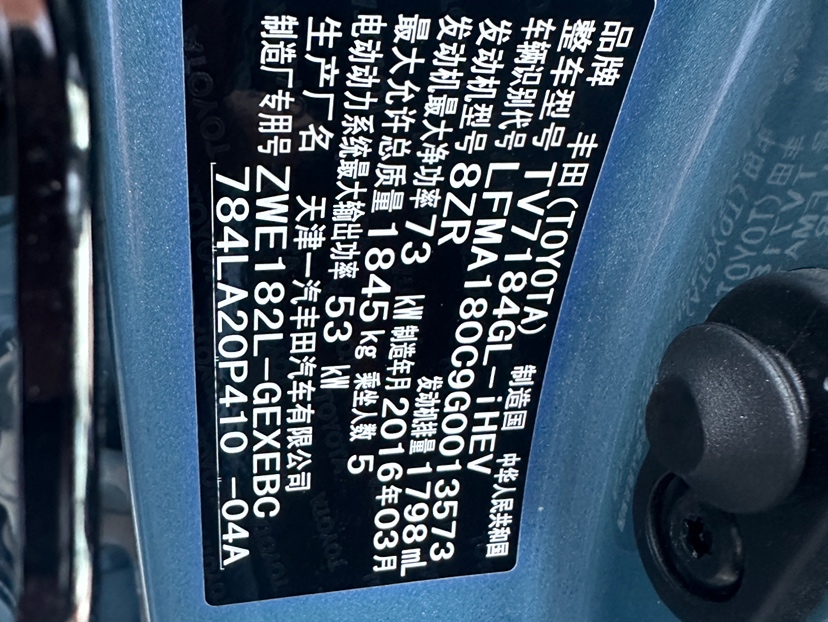 品牌 丰田(TOYOTA) 制造国 中华人民共和国
整车型号 TV7184GL-iHEV
车辆识别代号 LFMA180C9G0013573
发动机型号 8ZR 发动机排量 1798 mL
发动机最大净功率 73 kW 制造年月 2016年03月
最大允许总质量 1845kg 乘坐人数 5
电动动力系统最大输出功率 53 kW
生产厂名 天津一汽丰田汽车有限公司
制造厂专用号 ZWE182L-GEXEBC
784LA20P410 -04A